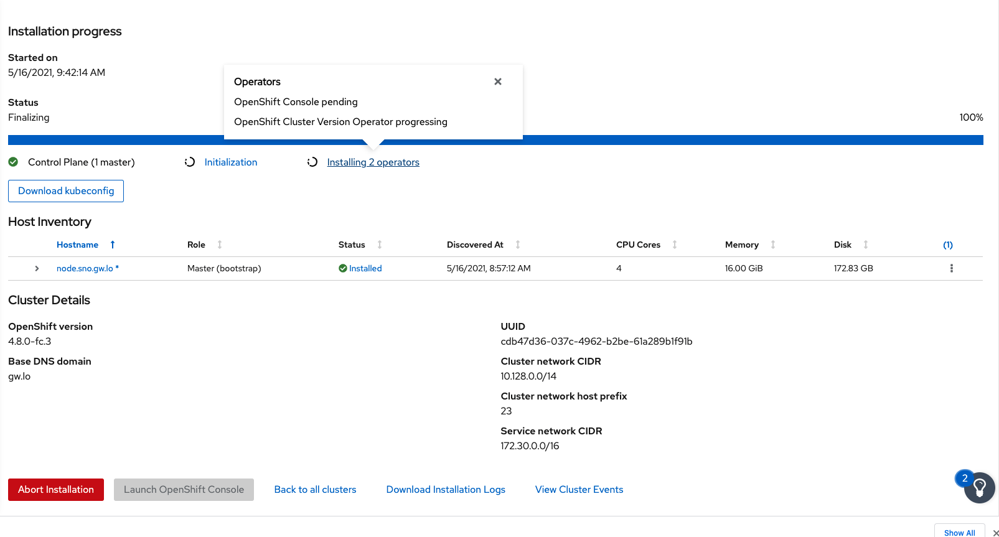 Installation progress
Started on
5/16/2021, 9:42:14 AM
Operators
OpenShift Console pending
OpenShift Cluster Version Operator progressing
Status
Finalizing
100%
Control Plane (1 master)
Initialization
Installing 2 operators
Download kubeconfig
Host Inventory
Hostname Role Status Discovered At CPU Cores Memory Disk (1)
node.sno.gw.lo * Master (bootstrap) Installed 5/16/2021, 8:57:12 AM 4 16.00 GiB 172.83 GB
Cluster Details
OpenShift version
4.8.0-fc.3
Base DNS domain
gw.lo
UUID
cdb47d36-037c-4962-b2be-61a289b1f91b
Cluster network CIDR
10.128.0.0/14
Cluster network host prefix
23
Service network CIDR
172.30.0.0/16
2
Abort Installation Launch OpenShift Console Back to all clusters Download Installation Logs View Cluster Events
Show All